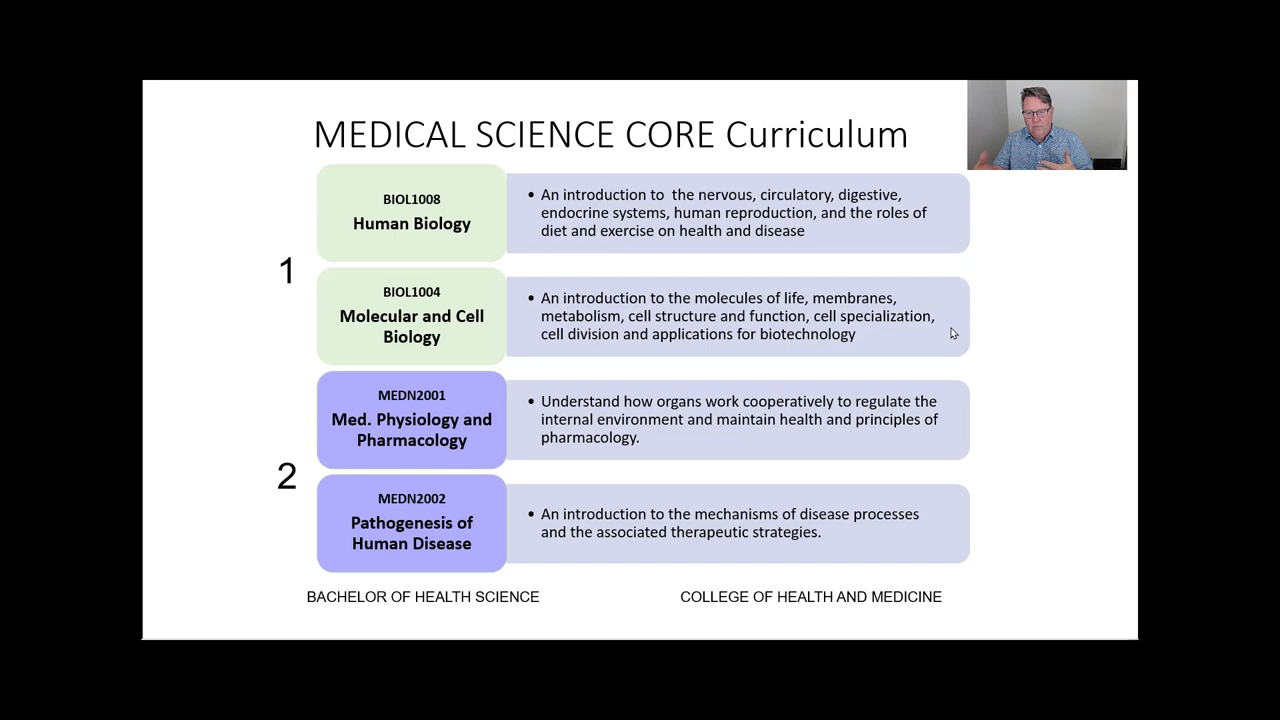 MEDICAL SCIENCE CORE Curriculum
BIOL1008
Human Biology
• An introduction to  the nervous, circulatory, digestive,
endocrine systems, human reproduction, and the roles of
diet and exercise on health and disease
1
BIOL1004
Molecular and Cell
Biology
• An introduction to the molecules of life, membranes,
metabolism, cell structure and function, cell specialization,
cell division and applications for biotechnology
MEDN2001
Med. Physiology and
Pharmacology
• Understand how organs work cooperatively to regulate the
internal environment and maintain health and principles of
pharmacology.
2
MEDN2002
Pathogenesis of
Human Disease
• An introduction to the mechanisms of disease processes
and the associated therapeutic strategies.
BACHELOR OF HEALTH SCIENCE
COLLEGE OF HEALTH AND MEDICINE